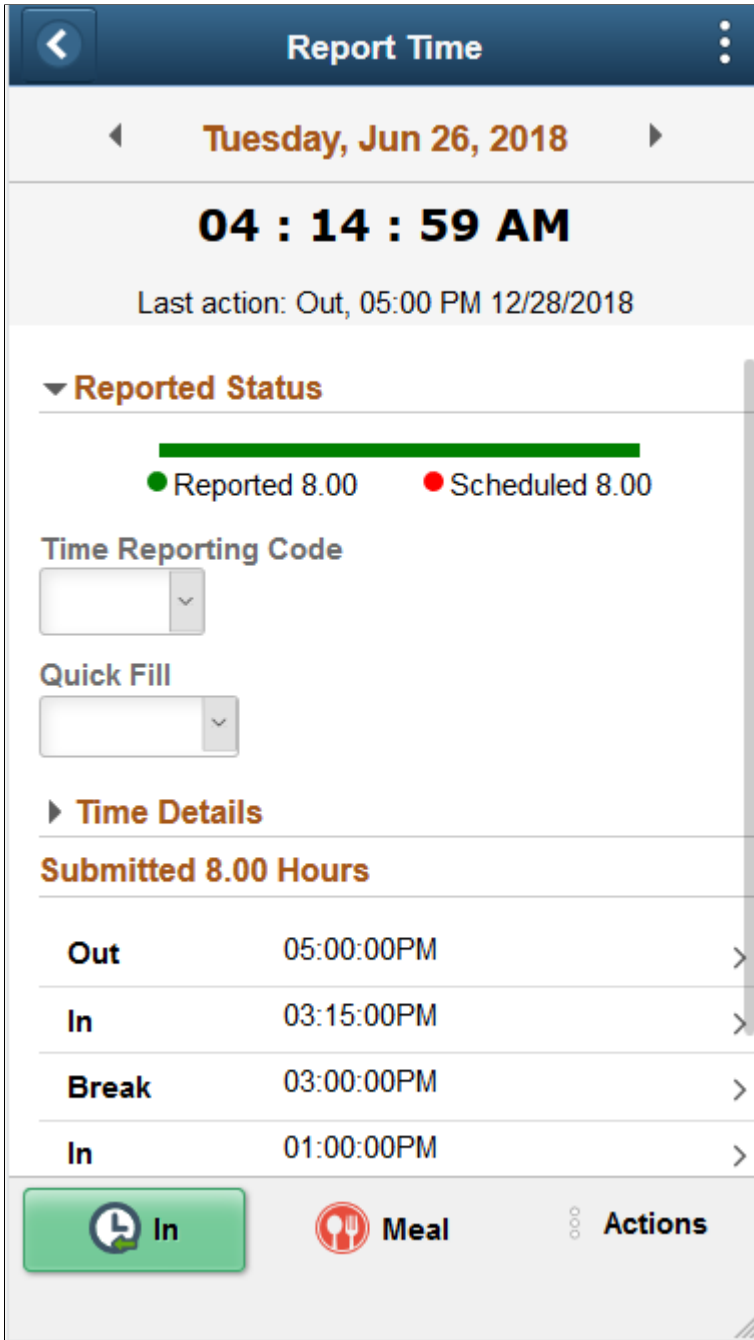 Report Time
Tuesday, Jun 26, 2018
04 : 14 : 59 AM
Last action: Out, 05:00 PM 12/28/2018
Reported Status
Reported 8.00 Scheduled 8.00
Time Reporting Code
Quick Fill
Time Details
Submitted 8.00 Hours
Out 05:00:00PM
In 03:15:00PM
Break 03:00:00PM
In 01:00:00PM
In Meal Actions